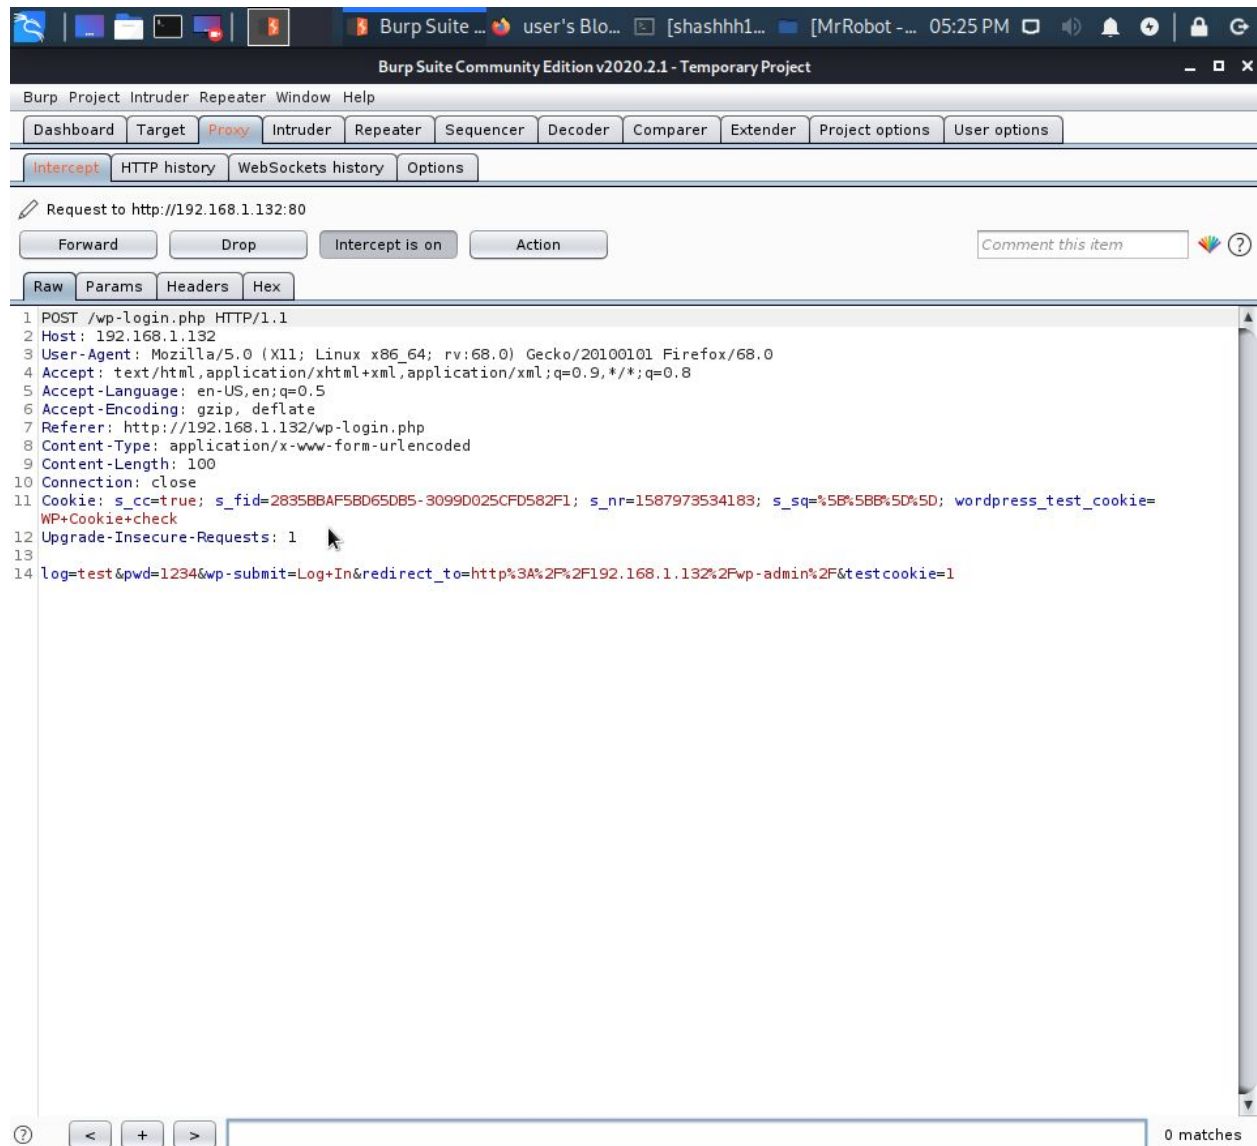 Burp Suite ... user's Blo... [shashhh1... [MrRobot -... 05:25 PM
Burp Suite Community Edition v2020.2.1 - Temporary Project
Burp Project Intruder Repeater Window Help
Dashboard Target Proxy Intruder Repeater Sequencer Decoder Comparer Extender Project options User options
Intercept HTTP history WebSockets history Options
Request to http://192.168.1.132:80
Forward Drop Intercept is on Action Comment this item ?
Raw Params Headers Hex
1 POST /wp-login.php HTTP/1.1
2 Host: 192.168.1.132
3 User-Agent: Mozilla/5.0 (X11; Linux x86_64; rv:68.0) Gecko/20100101 Firefox/68.0
4 Accept: text/html,application/xhtml+xml,application/xml;q=0.9,*/*;q=0.8
5 Accept-Language: en-US,en;q=0.5
6 Accept-Encoding: gzip, deflate
7 Referer: http://192.168.1.132/wp-login.php
8 Content-Type: application/x-www-form-urlencoded
9 Content-Length: 100
10 Connection: close
11 Cookie: s_cc=true; s_fid=2835BBAF5BD65DB5-3099D025CFD582F1; s_nr=1587973534183; s_sq=%5B%5BB%5D%5D; wordpress_test_cookie=
WP+Cookie+check
12 Upgrade-Insecure-Requests: 1
13
14 log=test&pwd=1234&wp-submit=Log+In&redirect_to=http%3A%2F%2F192.168.1.132%2Fwp-admin%2F&testcookie=1
? < + > 0 matches